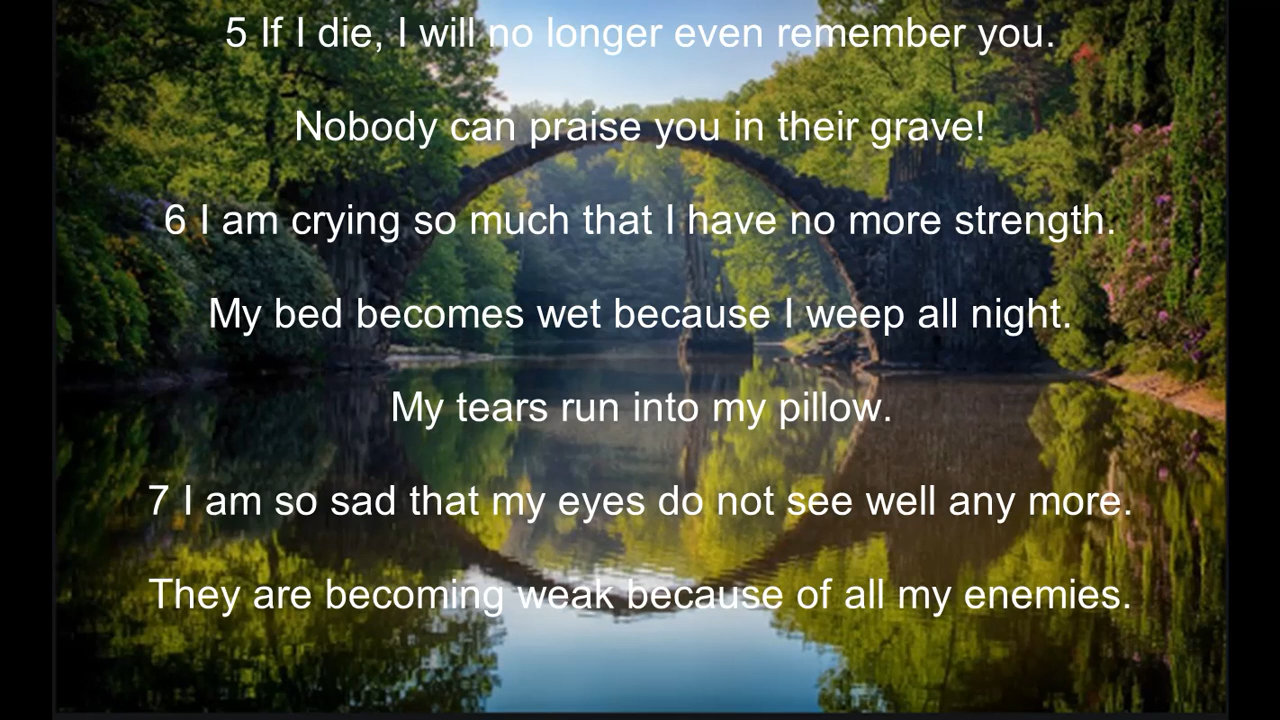 5 If I die, I will no longer even remember you.
Nobody can praise you in their grave!
6 I am crying so much that I have no more strength.
My bed becomes wet because I weep all night.
My tears run into my pillow.
7 I am so sad that my eyes do not see well any more.
They are becoming weak because of all my enemies.